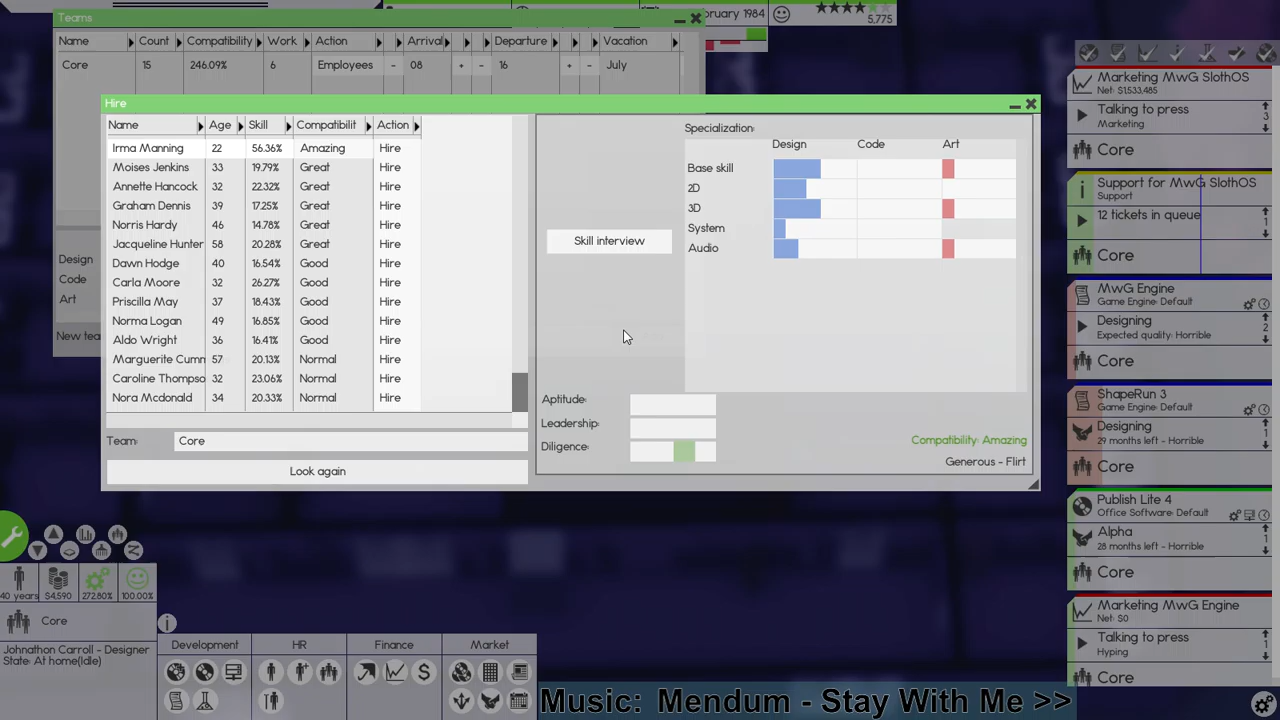 Teams
Name Count Compatibility Work Action Arrival Departure Vacation
Core 15 246.09% 6 Employees - 08 + - 16 + - July
bruary 1984
5,775
Hire
Name Age Skill Compatibilit Action
Irma Manning 22 56.36% Amazing Hire
Moises Jenkins 33 19.79% Great Hire
Annette Hancock 32 22.32% Great Hire
Graham Dennis 39 17.25% Great Hire
Norris Hardy 46 14.78% Great Hire
Jacqueline Hunter 58 20.28% Great Hire
Dawn Hodge 40 16.54% Good Hire
Carla Moore 32 26.27% Good Hire
Priscilla May 37 18.43% Good Hire
Norma Logan 49 16.85% Good Hire
Aldo Wright 36 16.41% Good Hire
Marguerite Cumn 57 20.13% Normal Hire
Caroline Thompso 32 23.06% Normal Hire
Nora Mcdonald 34 20.33% Normal Hire
Team: Core
Look again
Skill interview
Specialization:
Design Code Art
Base skill
2D
3D
System
Audio
Aptitude:
Leadership:
Diligence:
Compatibility: Amazing
Generous - Flirt
Design
Code
Art
New tea
Marketing MwG SlothOS
Net: $1,533,485
Talking to press
Marketing
3
Core
Support for MwG SlothOS
Support
12 tickets in queue
1
Core
MwG Engine
Game Engine: Default
Designing
Expected quality: Horrible
2
1
Core
ShapeRun 3
Game Engine: Default
Designing
29 months left - Horrible
1
Core
Publish Lite 4
Office Software: Default
Alpha
28 months left - Horrible
1
Core
Marketing MwG Engine
Net: $0
Talking to press
Hyping
1
Core
40 years $4,590 272.80% 100.00%
Core
Johnathon Carroll - Designer
State: At home(Idle)
Development HR Finance Market
Music: Mendum - Stay With Me >>